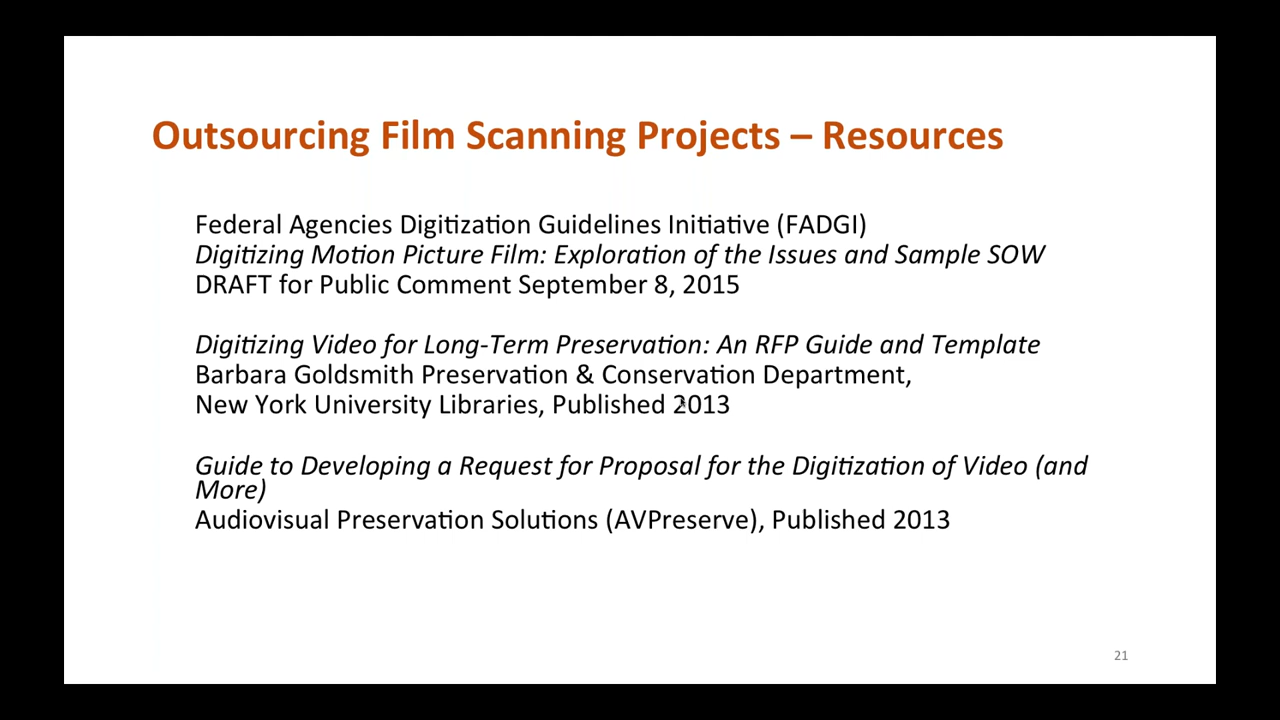 Outsourcing Film Scanning Projects – Resources
Federal Agencies Digitization Guidelines Initiative (FADGI)
Digitizing Motion Picture Film: Exploration of the Issues and Sample SOW
DRAFT for Public Comment September 8, 2015
Digitizing Video for Long-Term Preservation: An RFP Guide and Template
Barbara Goldsmith Preservation & Conservation Department,
New York University Libraries, Published 2013
Guide to Developing a Request for Proposal for the Digitization of Video (and
More)
Audiovisual Preservation Solutions (AVPreserve), Published 2013
21